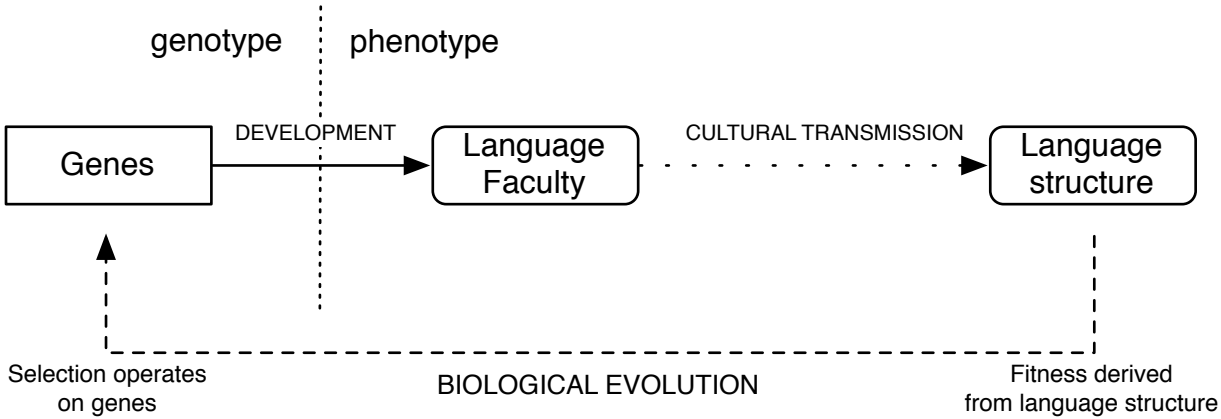 genotype
phenotype
DEVELOPMENT
CULTURAL TRANSMISSION
Genes
Language
Faculty
Language
structure
Selection operates
on genes
BIOLOGICAL EVOLUTION
Fitness derived
from language structure